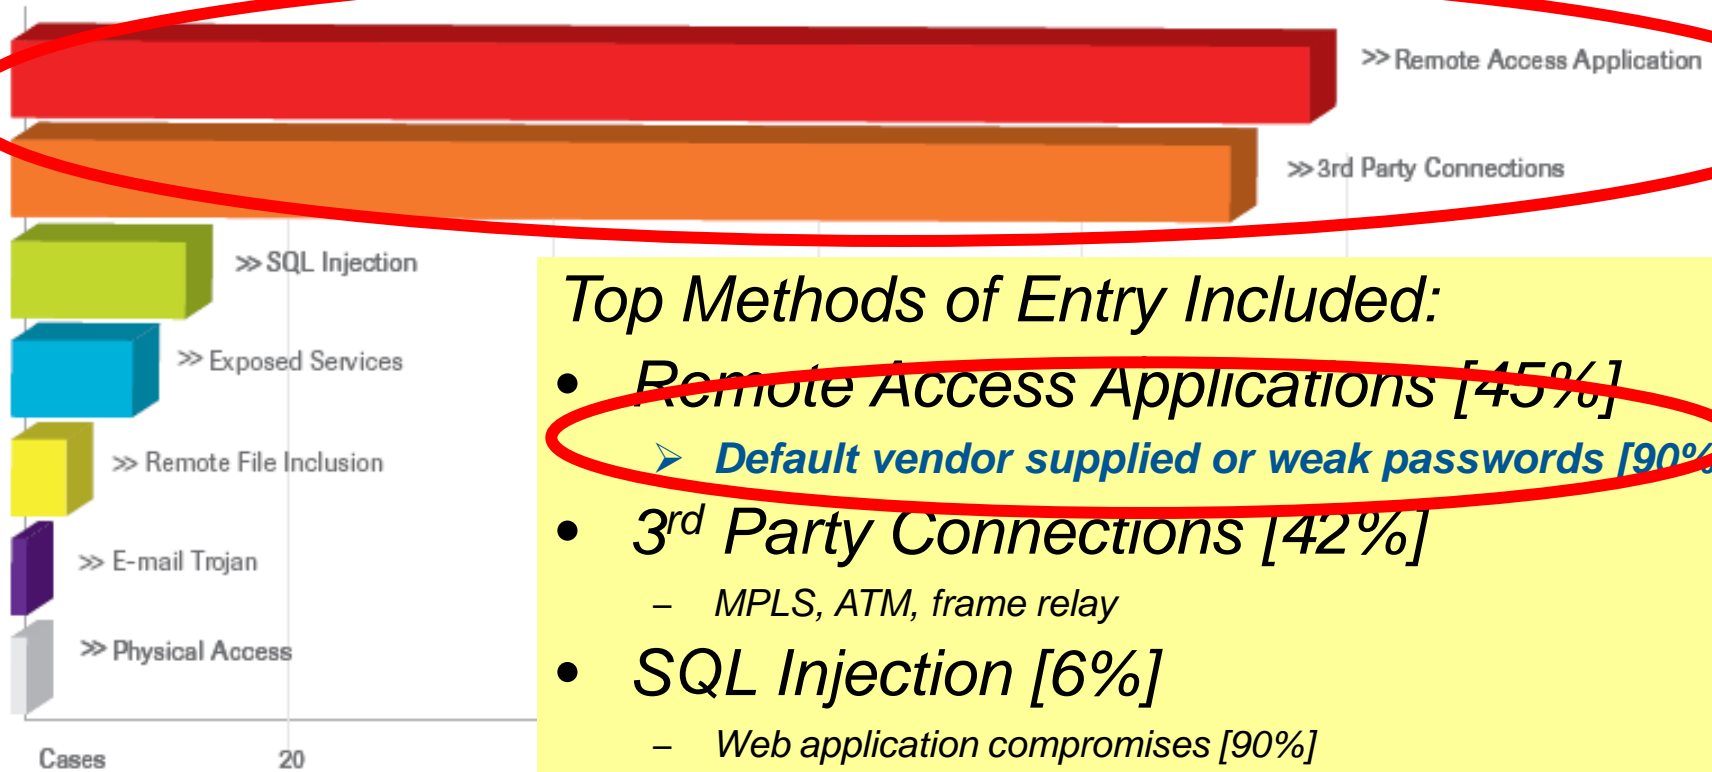 >> Remote Access Application
>> 3rd Party Connections
>> SQL Injection
>> Exposed Services
>> Remote File Inclusion
>> E-mail Trojan
>> Physical Access
Cases 20
Top Methods of Entry Included:
• Remote Access Applications [45%]
➢ Default vendor supplied or weak passwords [90%
• 3rd Party Connections [42%]
– MPLS, ATM, frame relay
• SQL Injection [6%]
– Web application compromises [90%]